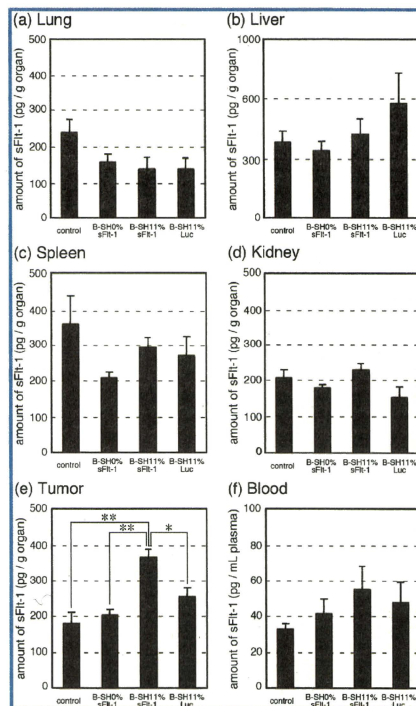 (a) Lung
amount of sFlt-1 (pg / g organ)
500
400
300
200
100
0
control
B-SH0%
sFlt-1
B-SH11%
sFlt-1
B-SH11%
Luc
(b) Liver
amount of sFlt-1 (pg / g organ)
1000
600
300
0
control
B-SH0%
sFlt-1
B-SH11%
sFlt-1
B-SH11%
Luc
(c) Spleen
amount of sFlt-1 (pg / g organ)
500
400
300
200
100
0
control
B-SH0%
sFlt-1
B-SH11%
sFlt-1
B-SH11%
Luc
(d) Kidney
amount of sFlt-1 (pg / g organ)
500
400
300
200
100
0
control
B-SH0%
sFlt-1
B-SH11%
sFlt-1
B-SH11%
Luc
(e) Tumor
amount of sFlt-1 (pg / g organ)
500
400
300
200
100
0
**
**
*
control
B-SH0%
sFlt-1
B-SH11%
sFlt-1
B-SH11%
Luc
(f) Blood
amount of sFlt-1 (pg / mL plasma)
100
80
60
40
20
0
control
B-SH0%
sFlt-1
B-SH11%
sFlt-1
B-SH11%
Luc